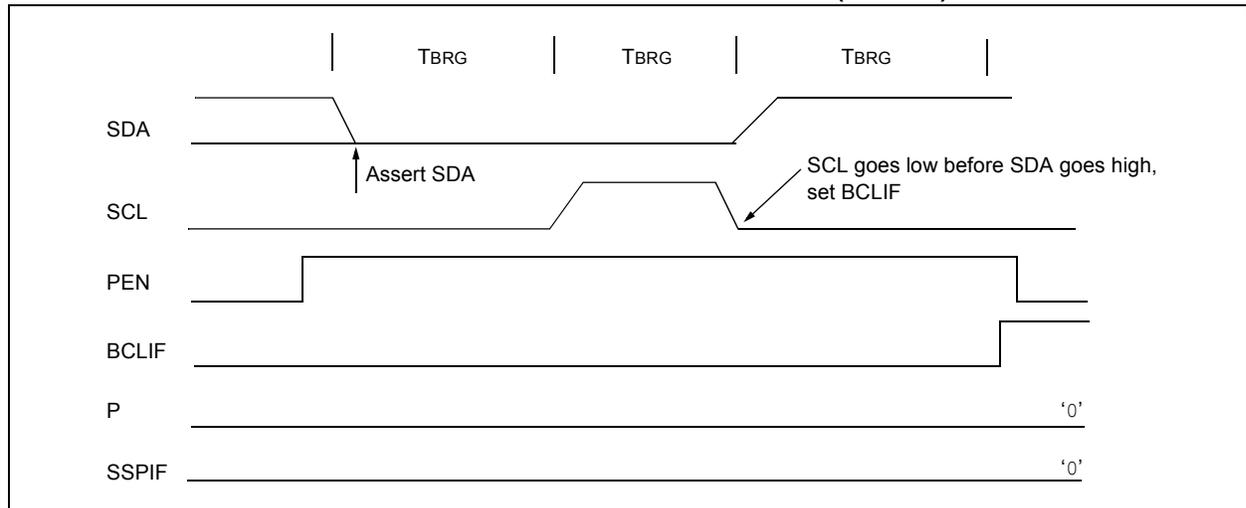 TBRG TBRG TBRG
SDA
Assert SDA
SCL goes low before SDA goes high,
set BCLIF
SCL
PEN
BCLIF
P
‘0’
SSPIF
‘0’